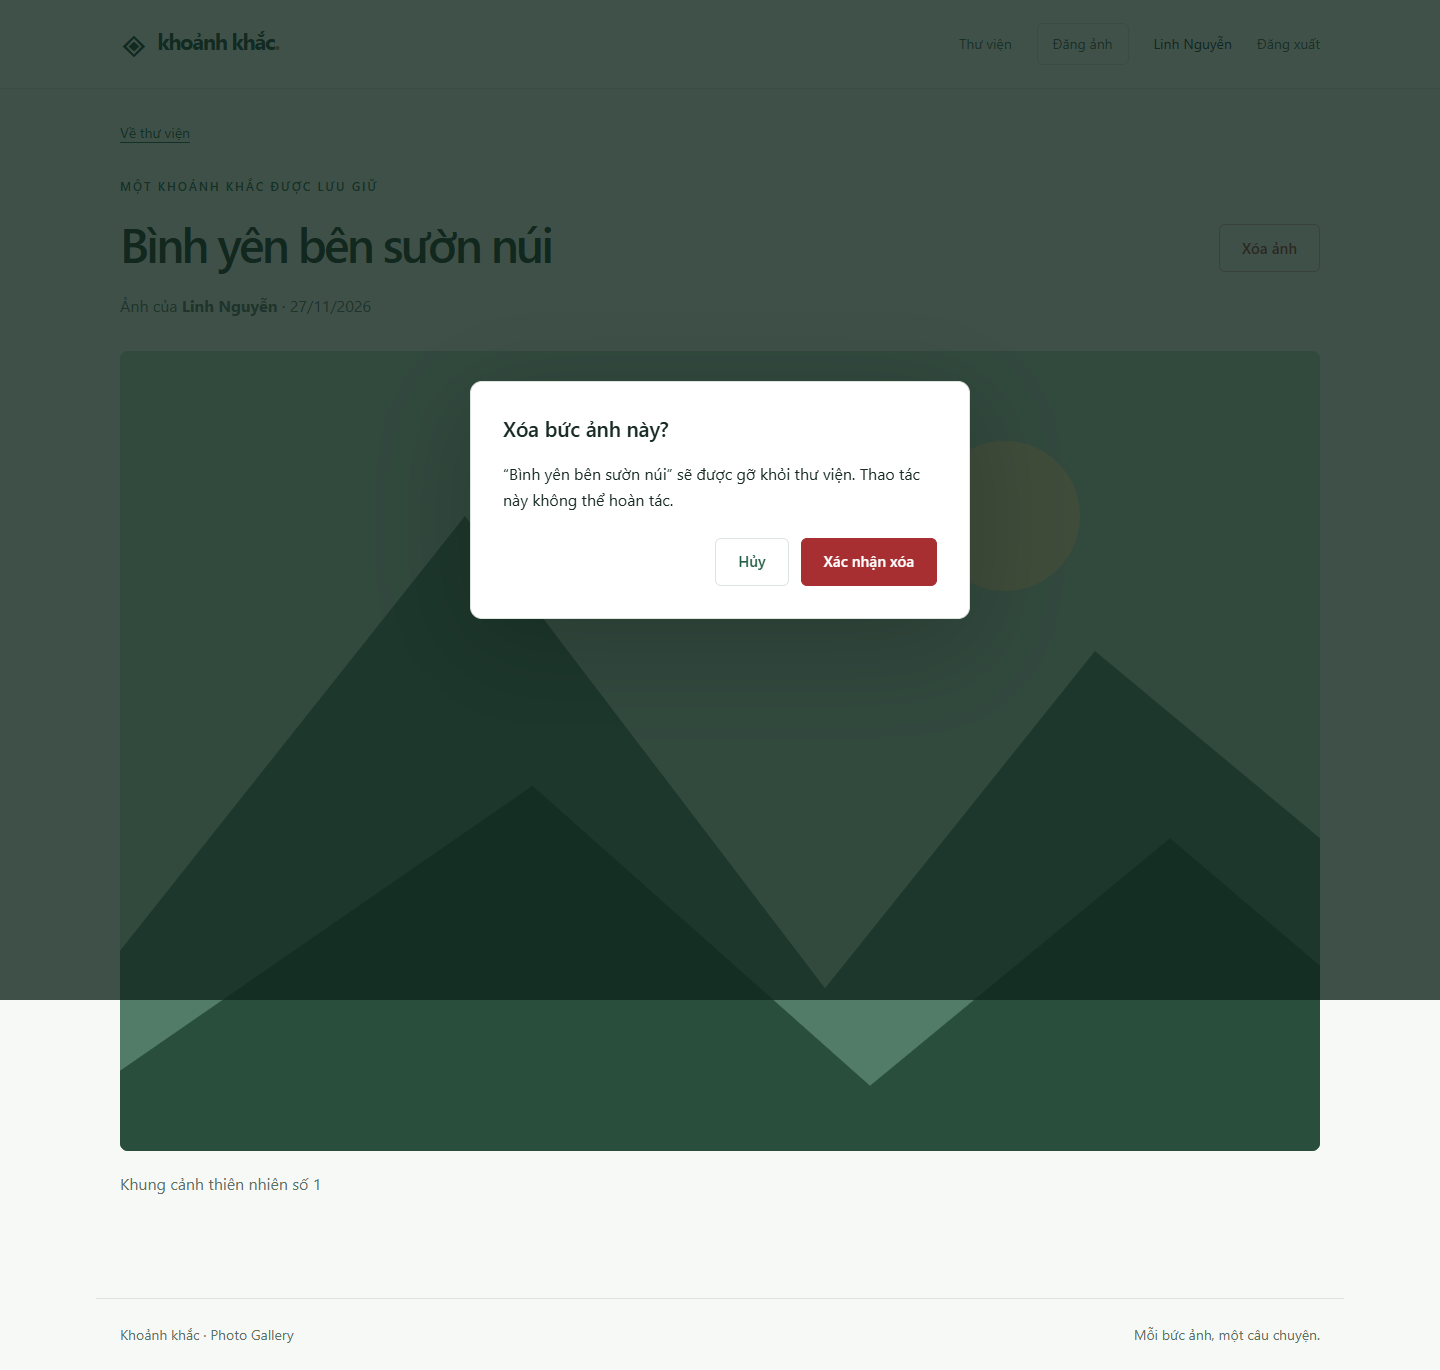 khoảnh khắc.
Thư viện
Đăng ảnh
Linh Nguyễn
Đăng xuất
Về thư viện
MỘT KHOẢNH KHẮC ĐƯỢC LƯU GIỮ
Bình yên bên sườn núi
Xóa ảnh
Ảnh của Linh Nguyễn · 27/11/2026
Xóa bức ảnh này?
“Bình yên bên sườn núi” sẽ được gỡ khỏi thư viện. Thao tác
này không thể hoàn tác.
Hủy
Xác nhận xóa
Khung cảnh thiên nhiên số 1
Khoảnh khắc · Photo Gallery
Mỗi bức ảnh, một câu chuyện.